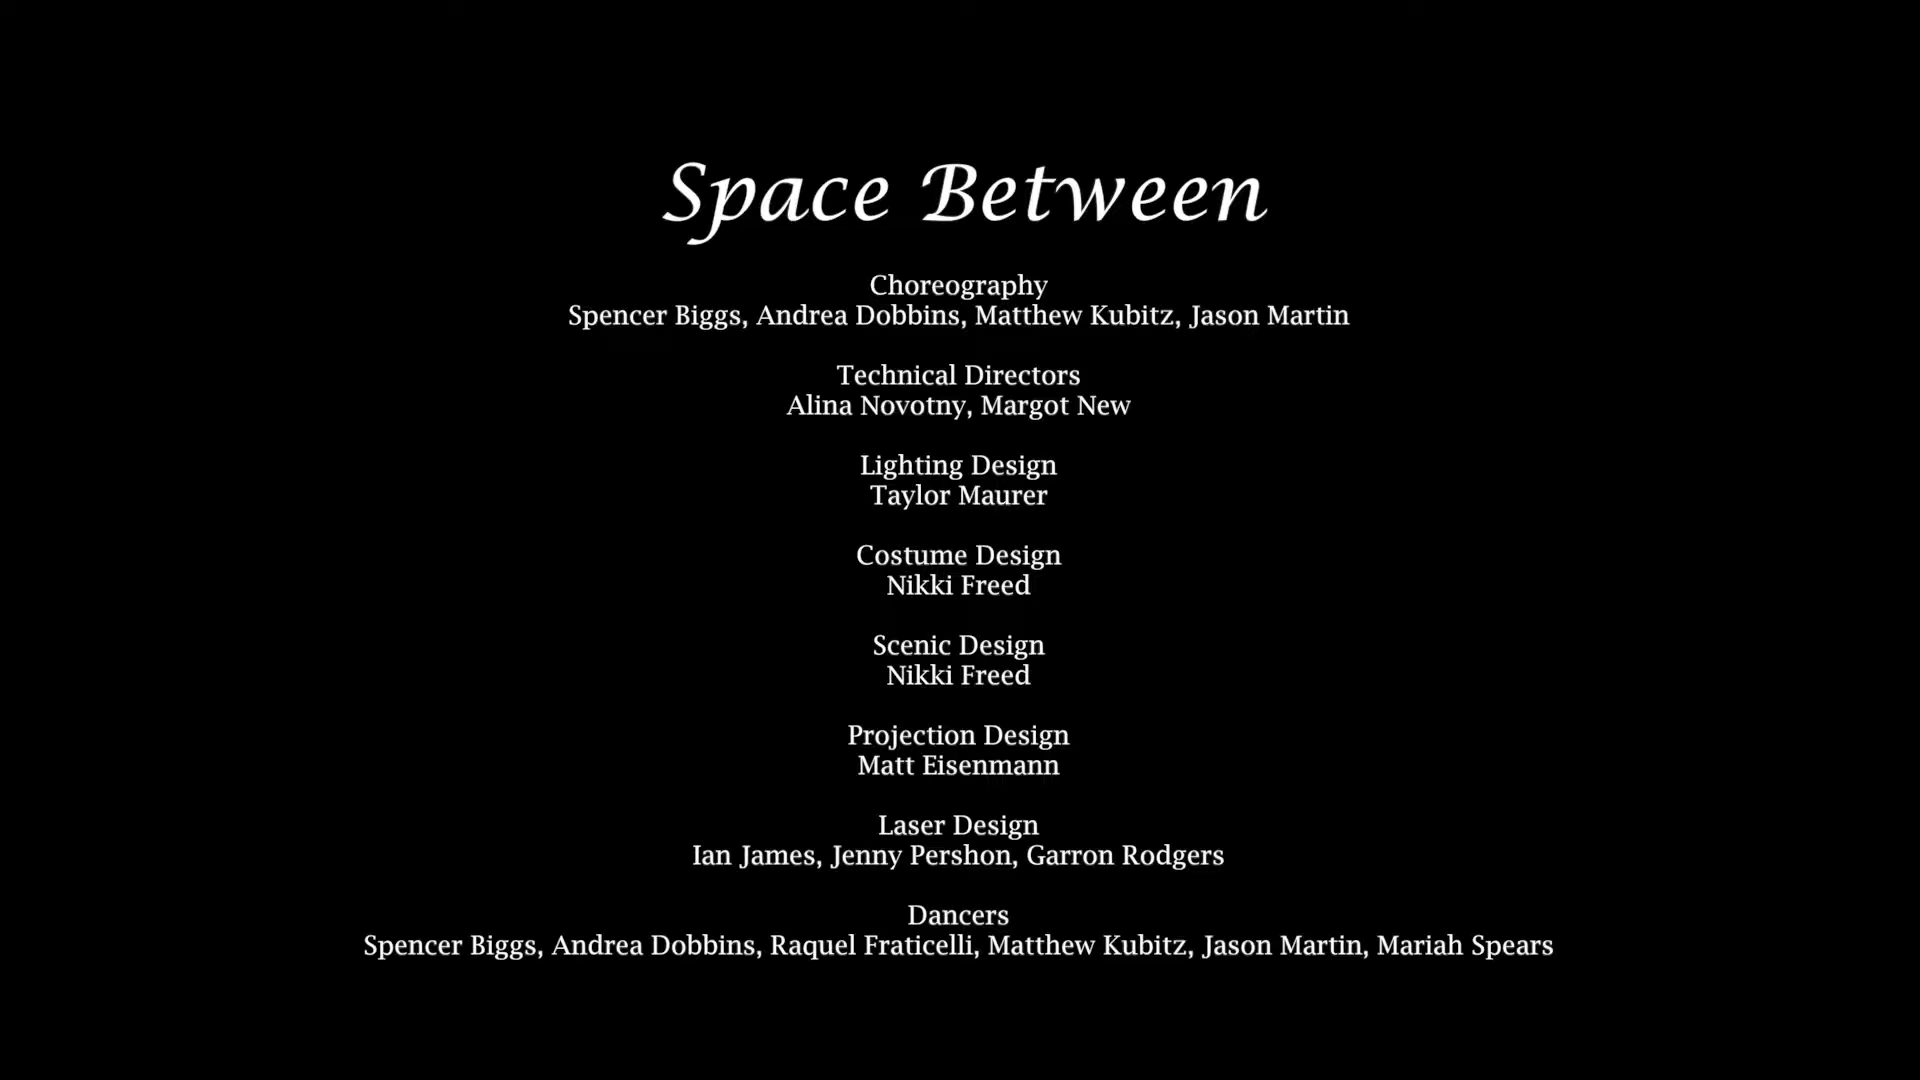 Space Between
Choreography
Spencer Biggs, Andrea Dobbins, Matthew Kubitz, Jason Martin
Technical Directors
Alina Novotny, Margot New
Lighting Design
Taylor Maurer
Costume Design
Nikki Freed
Scenic Design
Nikki Freed
Projection Design
Matt Eisenmann
Laser Design
Ian James, Jenny Pershon, Garron Rodgers
Dancers
Spencer Biggs, Andrea Dobbins, Raquel Fraticelli, Matthew Kubitz, Jason Martin, Mariah Spears